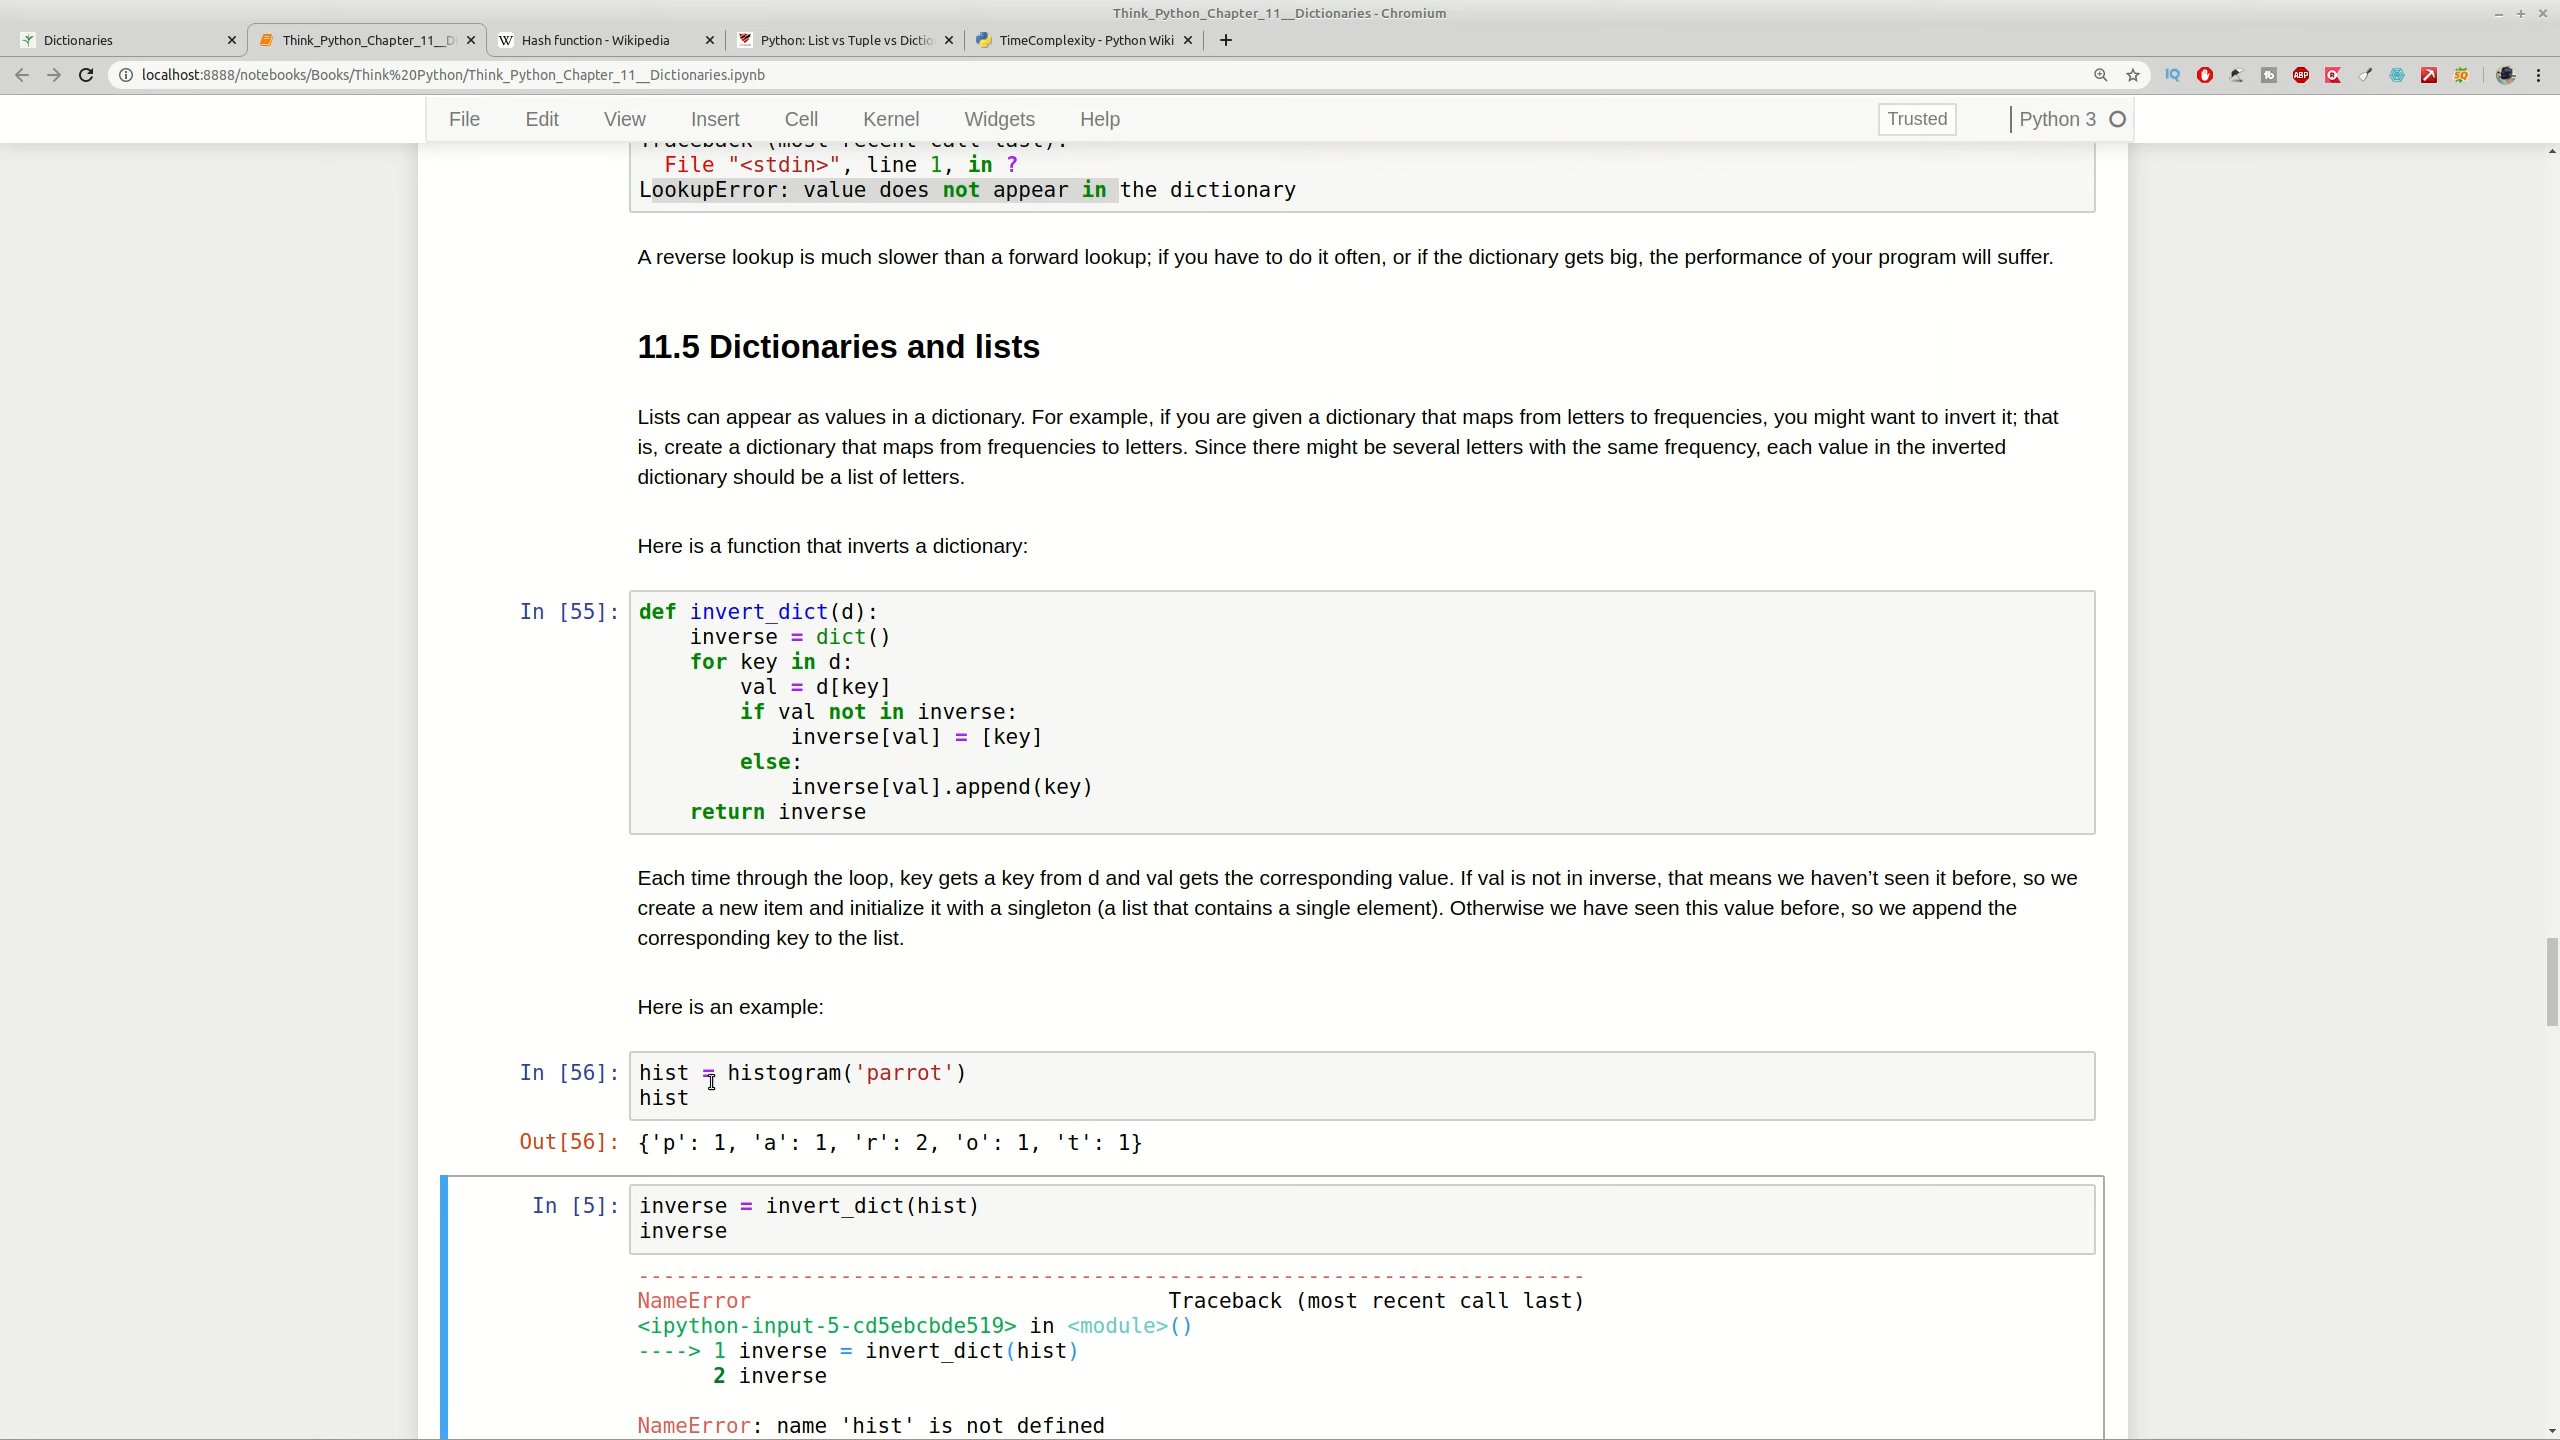 Think_Python_Chapter_11__Dictionaries - Chromium
Dictionaries
Think_Python_Chapter_11__D
Hash function - Wikipedia
Python: List vs Tuple vs Dictio
TimeComplexity - Python Wiki
localhost:8888/notebooks/Books/Think%20Python/Think_Python_Chapter_11__Dictionaries.ipynb
File Edit View Insert Cell Kernel Widgets Help Trusted Python 3
Traceback (most recent call last):
File "<stdin>", line 1, in ?
LookupError: value does not appear in the dictionary
A reverse lookup is much slower than a forward lookup; if you have to do it often, or if the dictionary gets big, the performance of your program will suffer.
11.5 Dictionaries and lists
Lists can appear as values in a dictionary. For example, if you are given a dictionary that maps from letters to frequencies, you might want to invert it; that
is, create a dictionary that maps from frequencies to letters. Since there might be several letters with the same frequency, each value in the inverted
dictionary should be a list of letters.
Here is a function that inverts a dictionary:
In [55]: def invert_dict(d):
inverse = dict()
for key in d:
val = d[key]
if val not in inverse:
inverse[val] = [key]
else:
inverse[val].append(key)
return inverse
Each time through the loop, key gets a key from d and val gets the corresponding value. If val is not in inverse, that means we haven’t seen it before, so we
create a new item and initialize it with a singleton (a list that contains a single element). Otherwise we have seen this value before, so we append the
corresponding key to the list.
Here is an example:
In [56]: hist = histogram('parrot')
hist
Out[56]: {'p': 1, 'a': 1, 'r': 2, 'o': 1, 't': 1}
In [5]: inverse = invert_dict(hist)
inverse
---------------------------------------------------------------------------
NameError Traceback (most recent call last)
<ipython-input-5-cd5ebcbde519> in <module>()
----> 1 inverse = invert_dict(hist)
2 inverse
NameError: name 'hist' is not defined